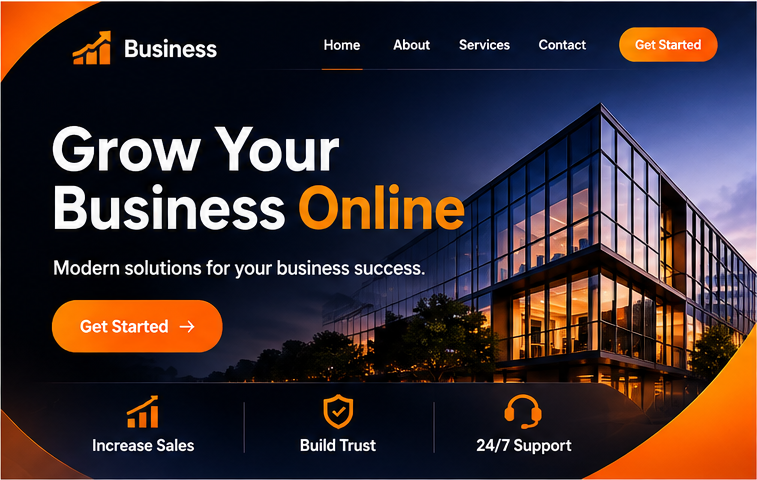 Business
Home
About
Services
Contact
Get Started
Grow Your
Business Online
Modern solutions for your business success.
Get Started →
Increase Sales
Build Trust
24/7 Support